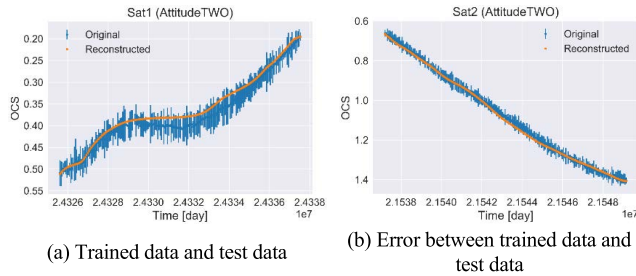 Sat1 (AttitudeTWO)
Original
Reconstructed
OCS
0.20
0.25
0.30
0.35
0.40
0.45
0.50
0.55
2.4326 2.4328 2.4330 2.4332 2.4334 2.4336 2.4338
Time [day]
1e7
(a) Trained data and test data
Sat2 (AttitudeTWO)
Original
Reconstructed
OCS
0.6
0.8
1.0
1.2
1.4
2.1538 2.1540 2.1542 2.1544 2.1546 2.1548
Time [day]
1e7
(b) Error between trained data and
test data